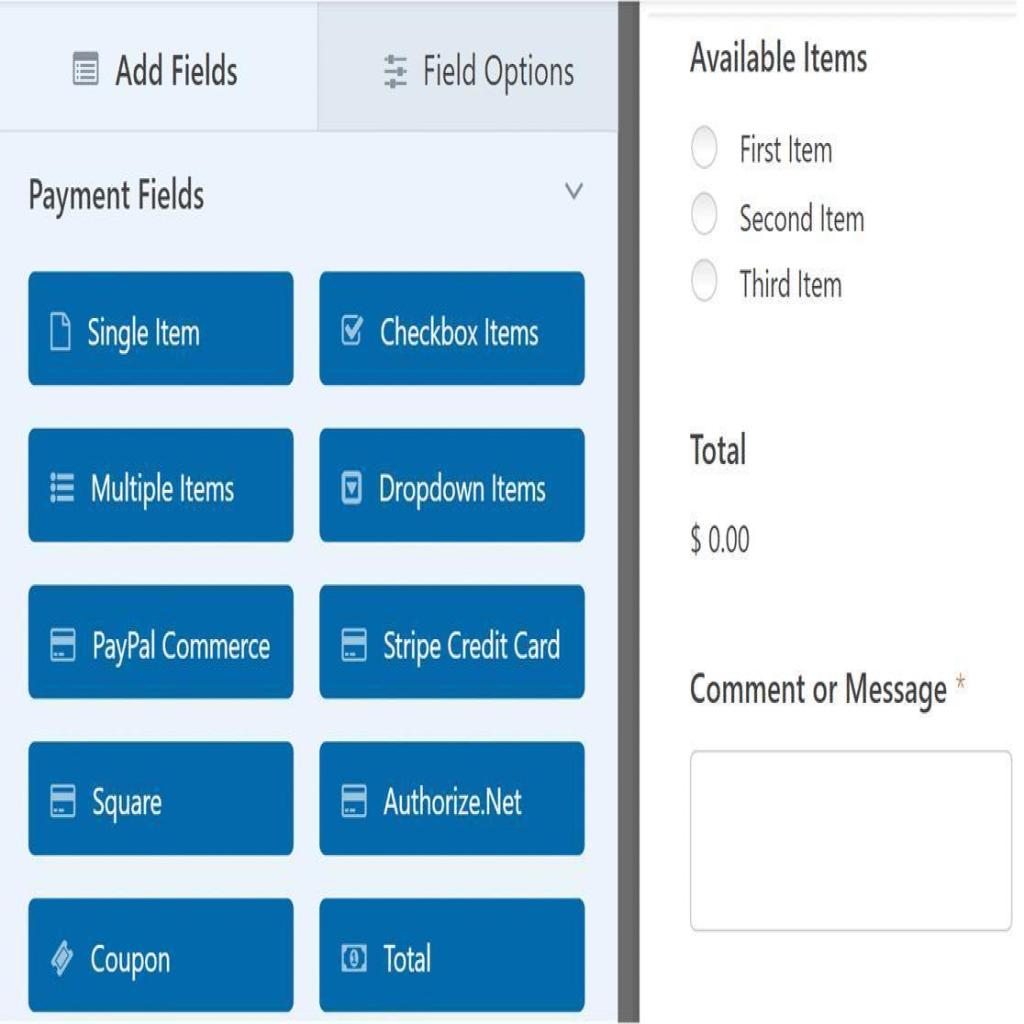 Add Fields
Field Options
Payment Fields
Single Item
Checkbox Items
Multiple Items
Dropdown Items
PayPal Commerce
Stripe Credit Card
Square
Authorize.Net
Coupon
Total
Available Items
First Item
Second Item
Third Item
Total
$ 0.00
Comment or Message *